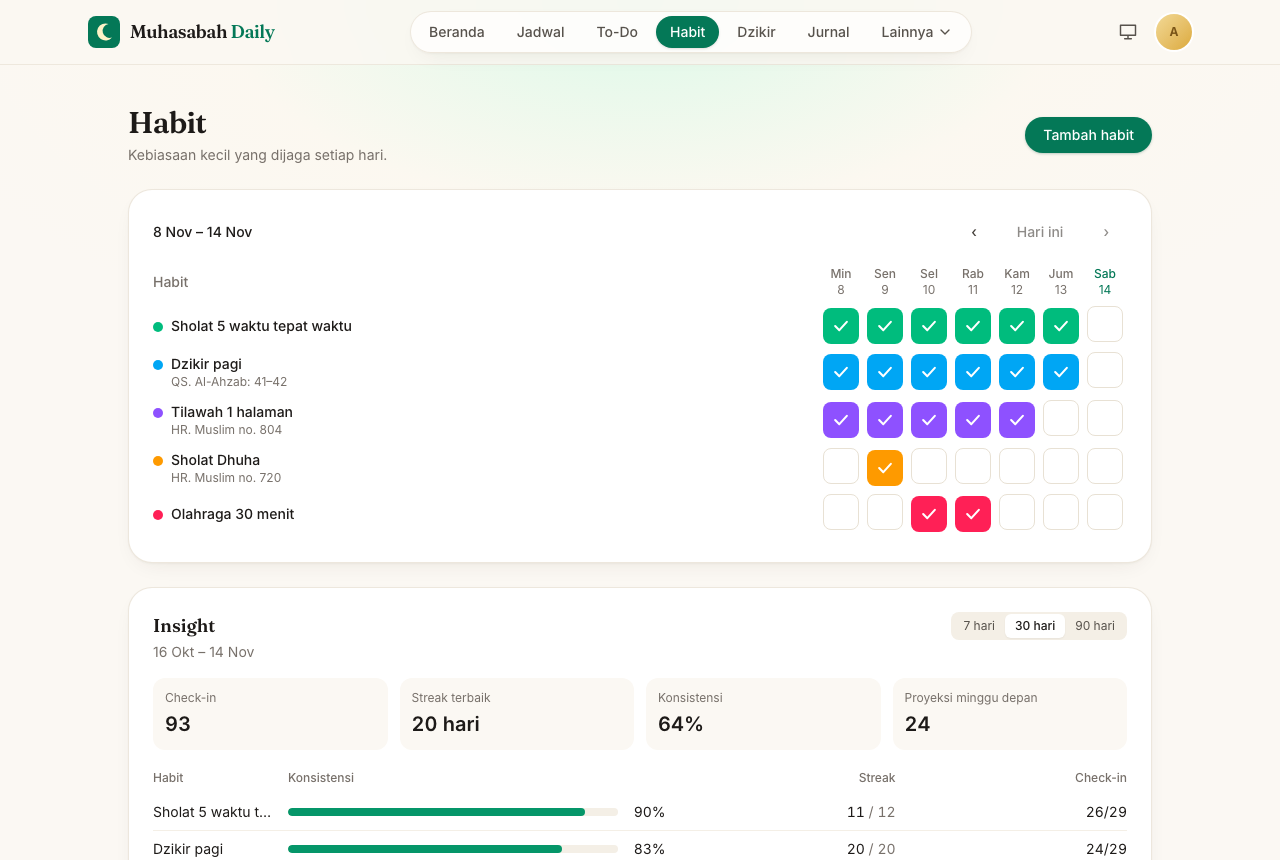 Muhasabah Daily
Beranda Jadwal To-Do Habit Dzikir Jurnal Lainnya
A
Habit
Kebiasaan kecil yang dijaga setiap hari.
Tambah habit
8 Nov – 14 Nov
‹ Hari ini ›
Habit
Min Sen Sel Rab Kam Jum Sab
8 9 10 11 12 13 14
Sholat 5 waktu tepat waktu
Dzikir pagi
QS. Al-Ahzab: 41–42
Tilawah 1 halaman
HR. Muslim no. 804
Sholat Dhuha
HR. Muslim no. 720
Olahraga 30 menit
Insight
16 Okt – 14 Nov
7 hari 30 hari 90 hari
Check-in
93
Streak terbaik
20 hari
Konsistensi
64%
Proyeksi minggu depan
24
Habit Konsistensi Streak Check-in
Sholat 5 waktu t... 90% 11 / 12 26/29
Dzikir pagi 83% 20 / 20 24/29